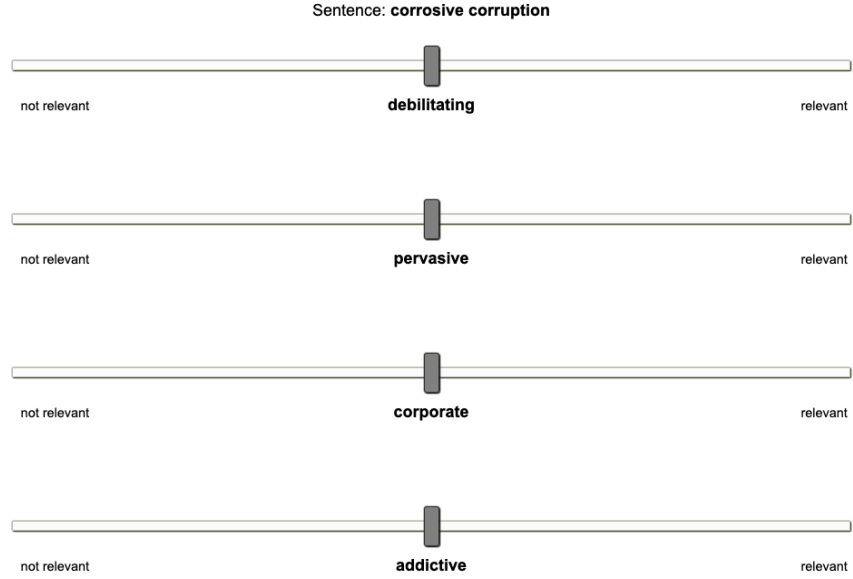 Sentence: corrosive corruption
not relevant debilitating relevant
not relevant pervasive relevant
not relevant corporate relevant
not relevant addictive relevant